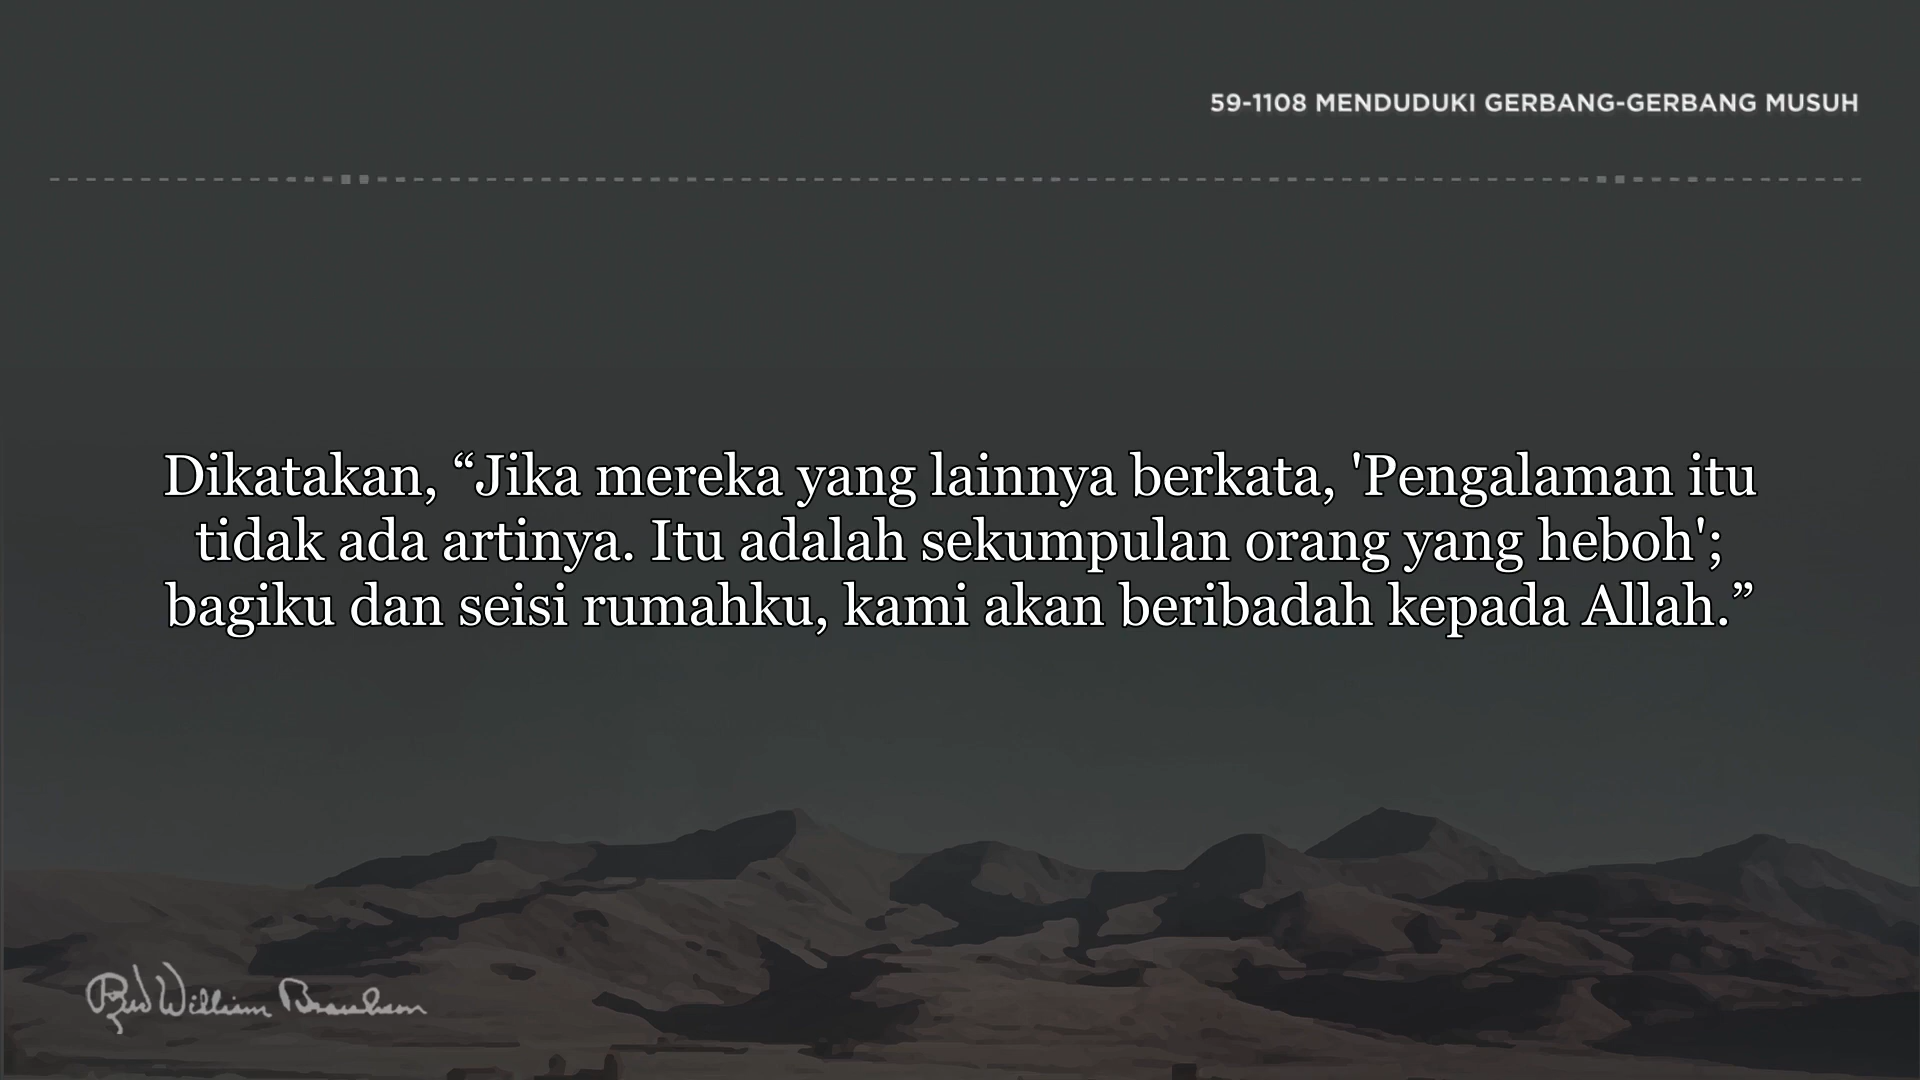 59-1108 MENDUDUKI GERBANG-GERBANG MUSUH
Dikatakan, “Jika mereka yang lainnya berkata, 'Pengalaman itu
tidak ada artinya. Itu adalah sekumpulan orang yang heboh';
bagiku dan seisi rumahku, kami akan beribadah kepada Allah.”
Rev William Branham